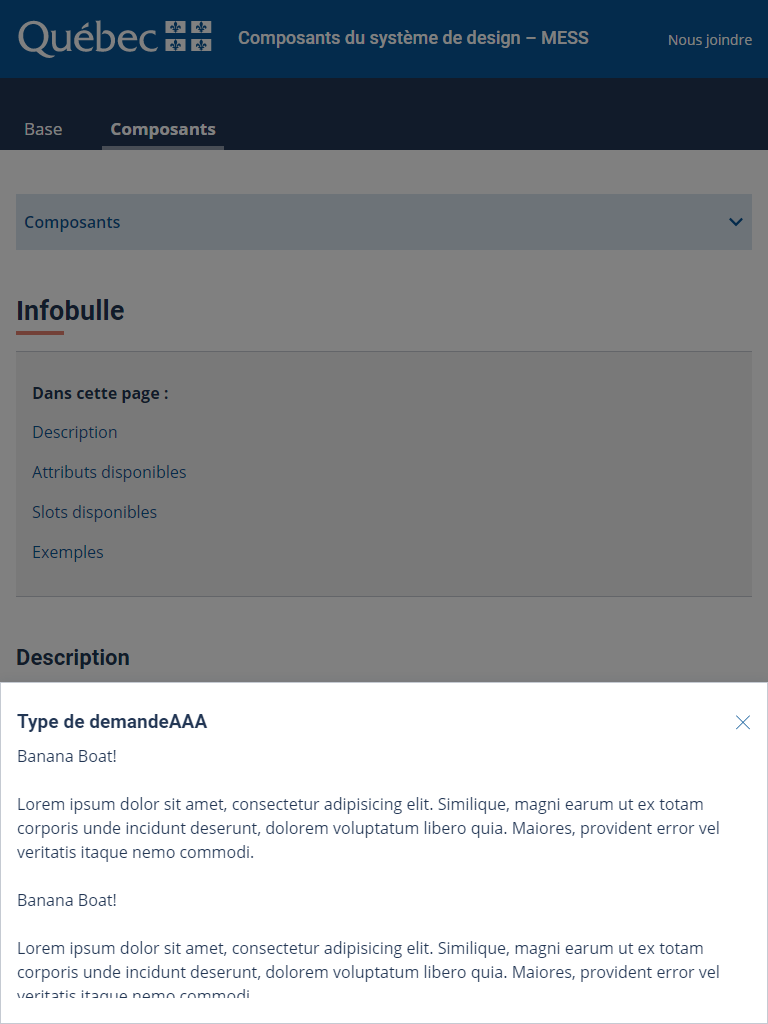 Québec
Composants du système de design – MESS
Nous joindre
Base
Composants
Composants
Infobulle
Dans cette page :
Description
Attributs disponibles
Slots disponibles
Exemples
Description
Type de demandeAAA
Banana Boat!
Lorem ipsum dolor sit amet, consectetur adipisicing elit. Similique, magni earum ut ex totam
corporis unde incidunt deserunt, dolorem voluptatum libero quia. Maiores, provident error vel
veritatis itaque nemo commodi.
Banana Boat!
Lorem ipsum dolor sit amet, consectetur adipisicing elit. Similique, magni earum ut ex totam
corporis unde incidunt deserunt, dolorem voluptatum libero quia. Maiores, provident error vel
veritatis itaque nemo commodi.